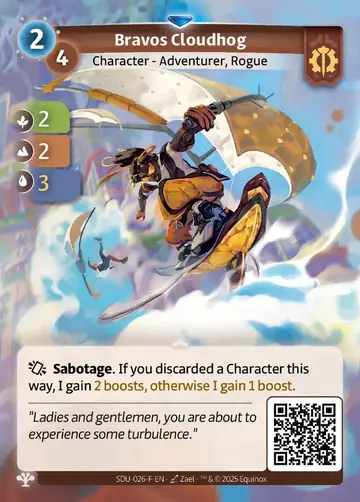 2
4
Bravos Cloudhog
Character - Adventurer, Rogue
2
2
3
Sabotage. If you discarded a Character this
way, I gain 2 boosts, otherwise I gain 1 boost.
"Ladies and gentlemen, you are about to
experience some turbulence."
SDU-026-F-EN - Zael - ™ & © 2025 Equinox